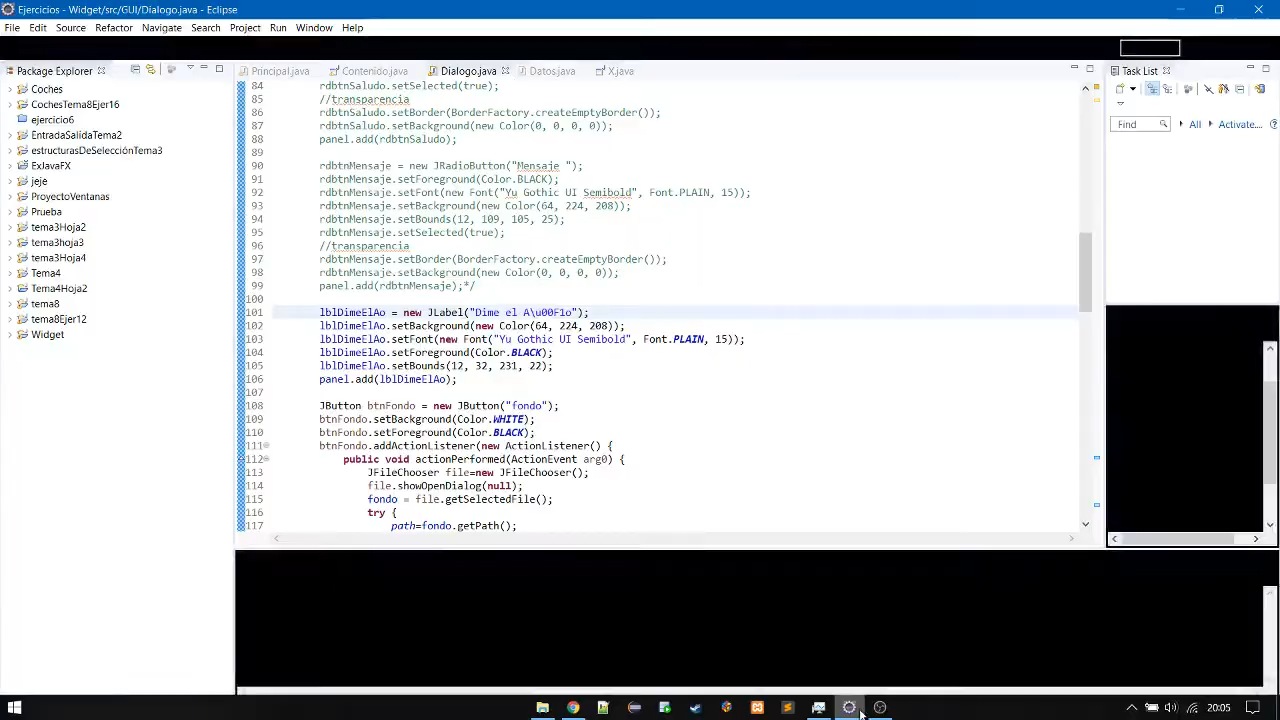 Ejercicios - Widget/src/GUI/Dialogo.java - Eclipse
File Edit Source Refactor Navigate Search Project Run Window Help
Package Explorer
Principal.java Contenido.java Dialogo.java Datos.java X.java
Task List
Find All Activate...
Coches
CochesTema8Ejer16
ejercicio6
EntradaSalidaTema2
estructurasDeSelecciónTema3
ExJavaFX
jeje
ProyectoVentanas
Prueba
tema3Hoja2
tema3hoja3
tema3Hoja4
Tema4
Tema4Hoja2
tema8
tema8Ejer12
Widget
84 rdbtnSaludo.setSelected(true);
85 //transparencia
86 rdbtnSaludo.setBorder(BorderFactory.createEmptyBorder());
87 rdbtnSaludo.setBackground(new Color(0, 0, 0, 0));
88 panel.add(rdbtnSaludo);
89
90 rdbtnMensaje = new JRadioButton("Mensaje ");
91 rdbtnMensaje.setForeground(Color.BLACK);
92 rdbtnMensaje.setFont(new Font("Yu Gothic UI Semibold", Font.PLAIN, 15));
93 rdbtnMensaje.setBackground(new Color(64, 224, 208));
94 rdbtnMensaje.setBounds(12, 109, 105, 25);
95 rdbtnMensaje.setSelected(true);
96 //transparencia
97 rdbtnMensaje.setBorder(BorderFactory.createEmptyBorder());
98 rdbtnMensaje.setBackground(new Color(0, 0, 0, 0));
99 panel.add(rdbtnMensaje);*/
100
101 lblDimeElAo = new JLabel("Dime el A\u00F1o");
102 lblDimeElAo.setBackground(new Color(64, 224, 208));
103 lblDimeElAo.setFont(new Font("Yu Gothic UI Semibold", Font.PLAIN, 15));
104 lblDimeElAo.setForeground(Color.BLACK);
105 lblDimeElAo.setBounds(12, 32, 231, 22);
106 panel.add(lblDimeElAo);
107
108 JButton btnFondo = new JButton("fondo");
109 btnFondo.setBackground(Color.WHITE);
110 btnFondo.setForeground(Color.BLACK);
111 btnFondo.addActionListener(new ActionListener() {
112 public void actionPerformed(ActionEvent arg0) {
113 JFileChooser file=new JFileChooser();
114 file.showOpenDialog(null);
115 fondo = file.getSelectedFile();
116 try {
117 path=fondo.getPath();
20:05